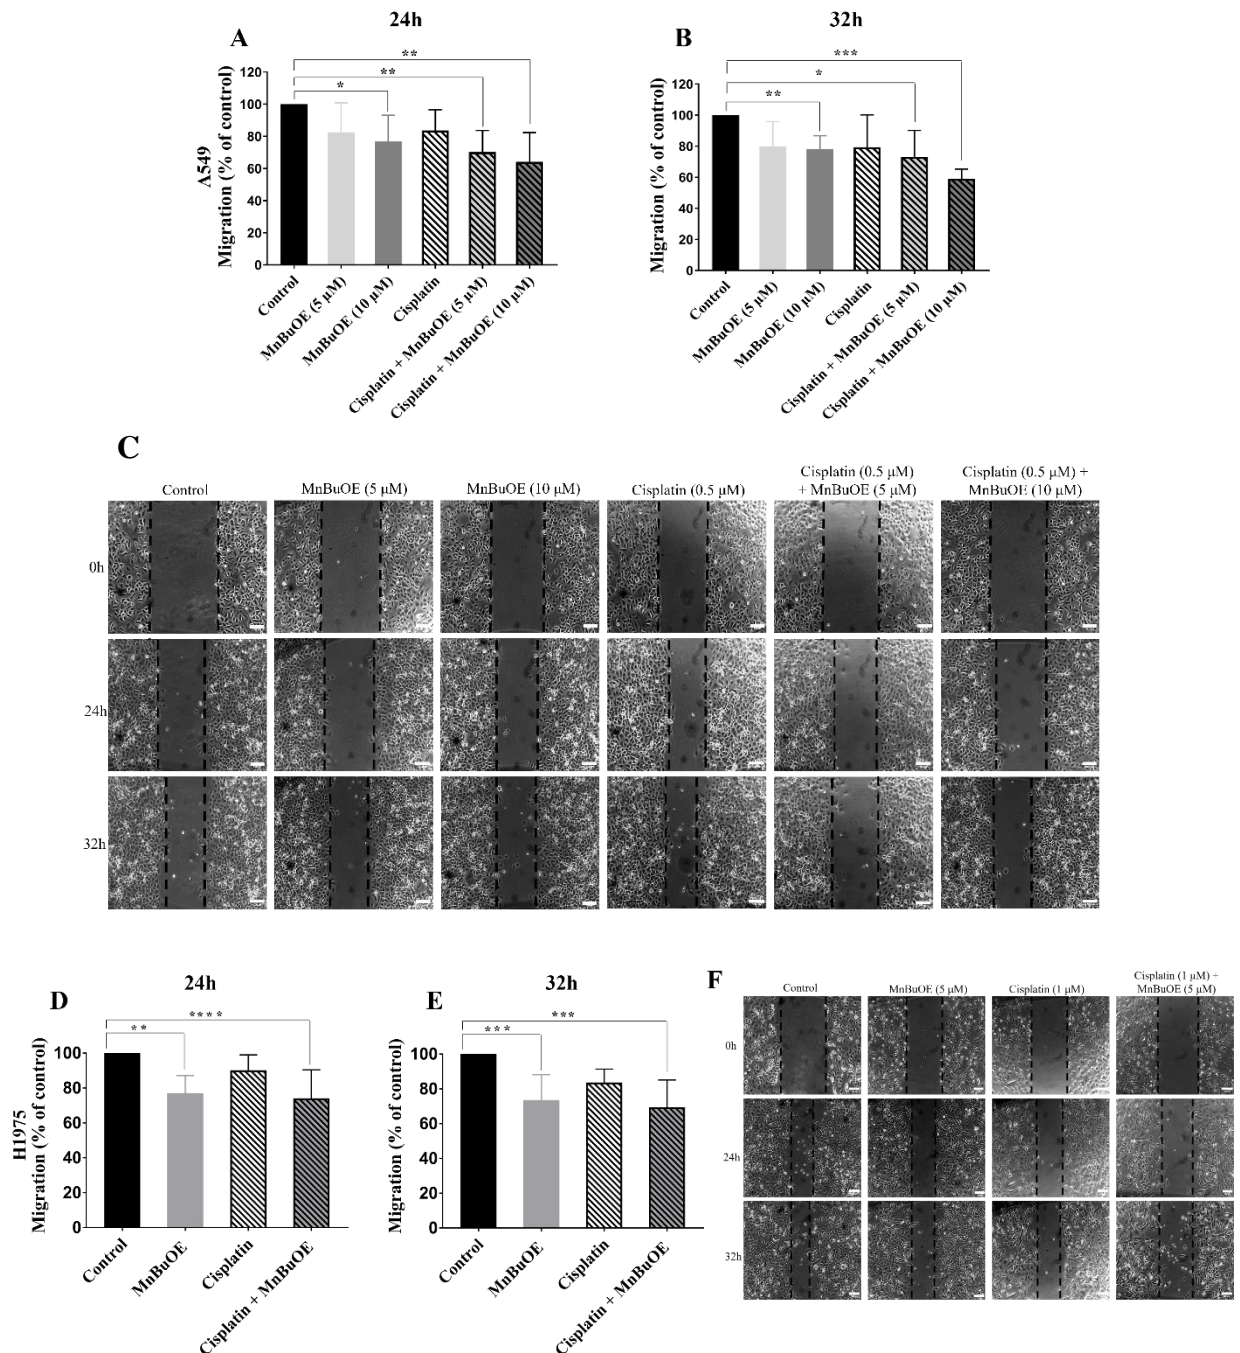 24h
32h
A
B
**
**
*
***
*
**
A549
Migration (% of control)
120
100
80
60
40
20
0
Control
MnBuOE (5 µM)
MnBuOE (10 µM)
Cisplatin
Cisplatin + MnBuOE (5 µM)
Cisplatin + MnBuOE (10 µM)
Migration (% of control)
120
100
80
60
40
20
0
Control
MnBuOE (5 µM)
MnBuOE (10 µM)
Cisplatin
Cisplatin + MnBuOE (5 µM)
Cisplatin + MnBuOE (10 µM)
C
Control
MnBuOE (5 µM)
MnBuOE (10 µM)
Cisplatin (0.5 µM)
Cisplatin (0.5 µM)
+ MnBuOE (5 µM)
Cisplatin (0.5 µM) +
MnBuOE (10 µM)
0h
24h
32h
24h
32h
D
E
F
****
**
***
***
H1975
Migration (% of control)
100
80
60
40
20
0
Control
MnBuOE
Cisplatin
Cisplatin + MnBuOE
Migration (% of control)
100
80
60
40
20
0
Control
MnBuOE
Cisplatin
Cisplatin + MnBuOE
Control
MnBuOE (5 µM)
Cisplatin (1 µM)
Cisplatin (1 µM) +
MnBuOE (5 µM)
0h
24h
32h